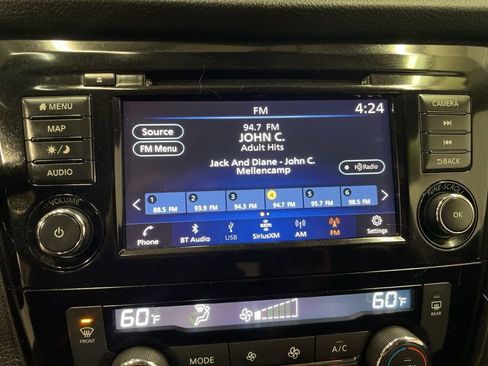 FM
4:24
MENU
CAMERA
Source
94.7 FM
JOHN C.
Adult Hits
MAP
FM Menu
Jack And Diane - John C.
Mellencamp
HD Radio
BACK
AUDIO
VOLUME
TUNE·SCROLL
1 2 3 4 5 6
88.5 FM 93.9 FM 94.3 FM 94.7 FM 95.7 FM 98.5 FM
OK
Phone BT Audio USB SiriusXM AM FM Settings
60°F
60°F
FRONT
REAR
MODE
A/C